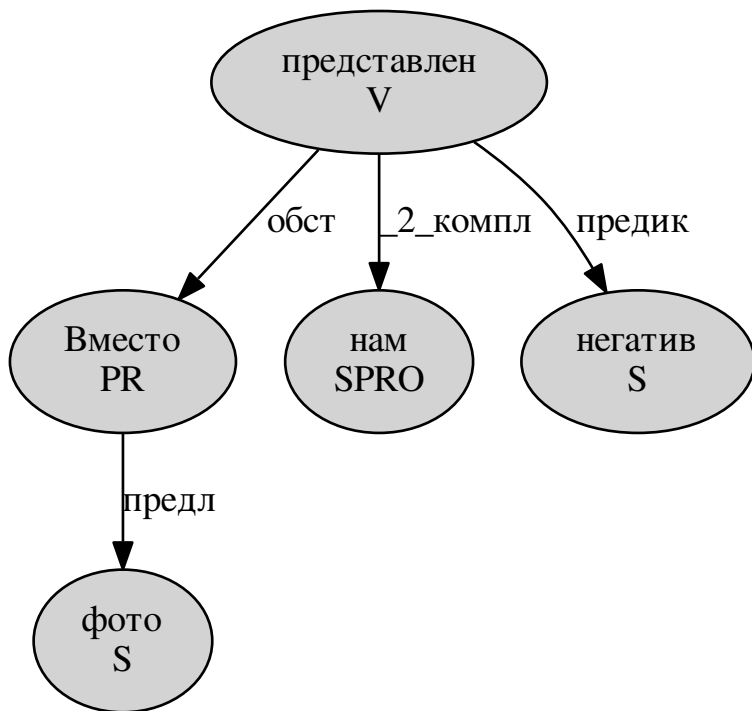 представлен
V
обст
_2_компл
предик
Вместо
PR
нам
SPRO
негатив
S
предл
фото
S